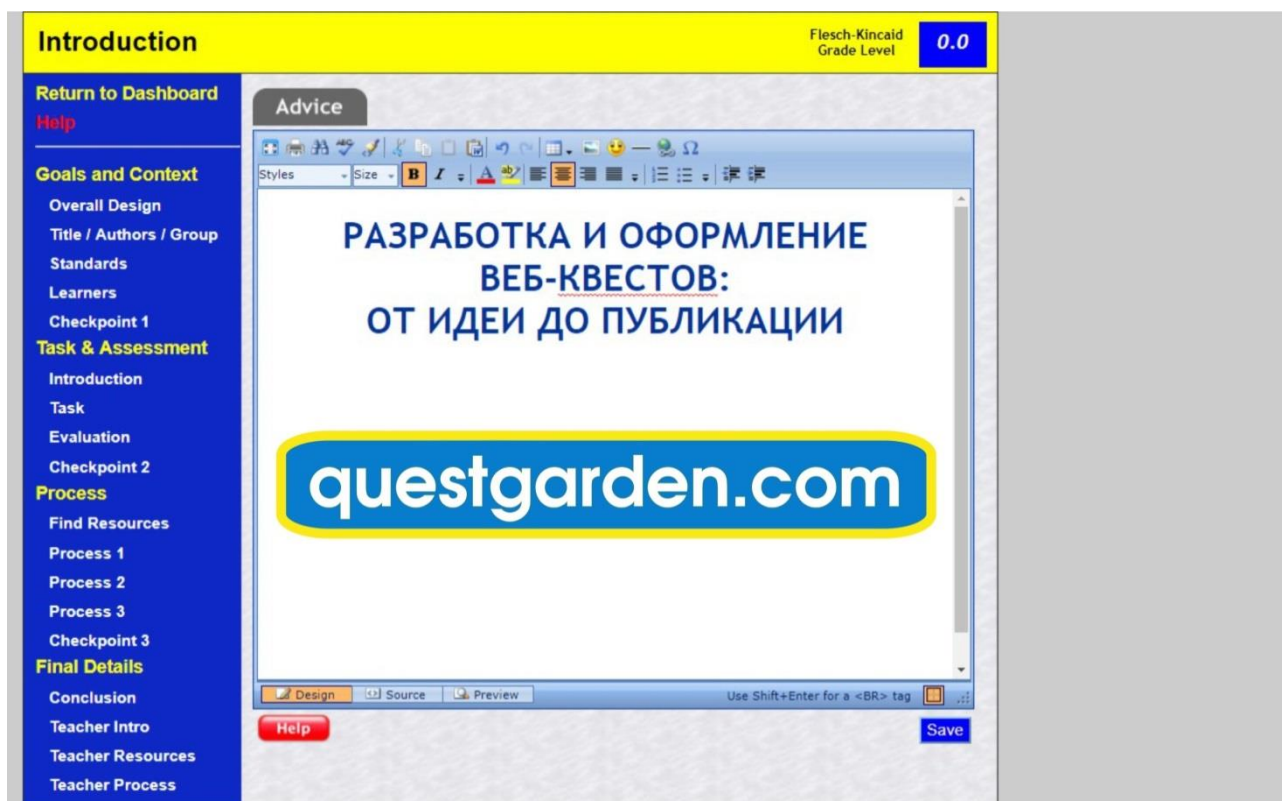 Introduction
Flesch-Kincaid
Grade Level
0.0
Return to Dashboard
Help
Goals and Context
Overall Design
Title / Authors / Group
Standards
Learners
Checkpoint 1
Task & Assessment
Introduction
Task
Evaluation
Checkpoint 2
Process
Find Resources
Process 1
Process 2
Process 3
Checkpoint 3
Final Details
Conclusion
Teacher Intro
Teacher Resources
Teacher Process
Advice
Styles Size B I
РАЗРАБОТКА И ОФОРМЛЕНИЕ
ВЕБ-КВЕСТОВ:
ОТ ИДЕИ ДО ПУБЛИКАЦИИ
questgarden.com
Design Source Preview Use Shift+Enter for a <BR> tag
Help Save